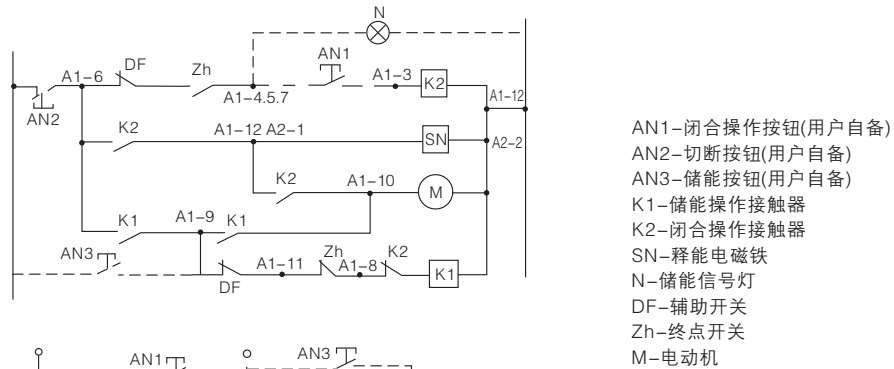 N
AN1
Zh
DF
A1-6
A1-4.5.7
A1-3
K2
A1-12
AN2
K2
A1-12 A2-1
SN
A2-2
K2
A1-10
M
K1
A1-9
K1
AN3
DF
A1-11
Zh
A1-8
K2
K1
AN1
AN3
AN1-闭合操作按钮(用户自备)
AN2-切断按钮(用户自备)
AN3-储能按钮(用户自备)
K1-储能操作接触器
K2-闭合操作接触器
SN-释能电磁铁
N-储能信号灯
DF-辅助开关
Zh-终点开关
M-电动机